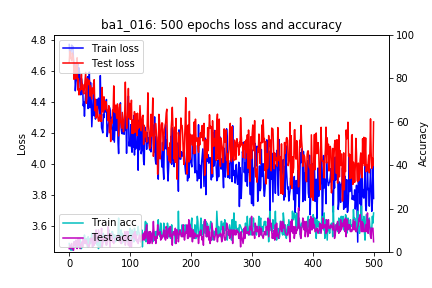 ba1_016: 500 epochs loss and accuracy
4.8
4.6
4.4
4.2
4.0
3.8
3.6
Loss
Train loss
Test loss
Train acc
Test acc
100
80
60
40
20
0
Accuracy
0
100
200
300
400
500